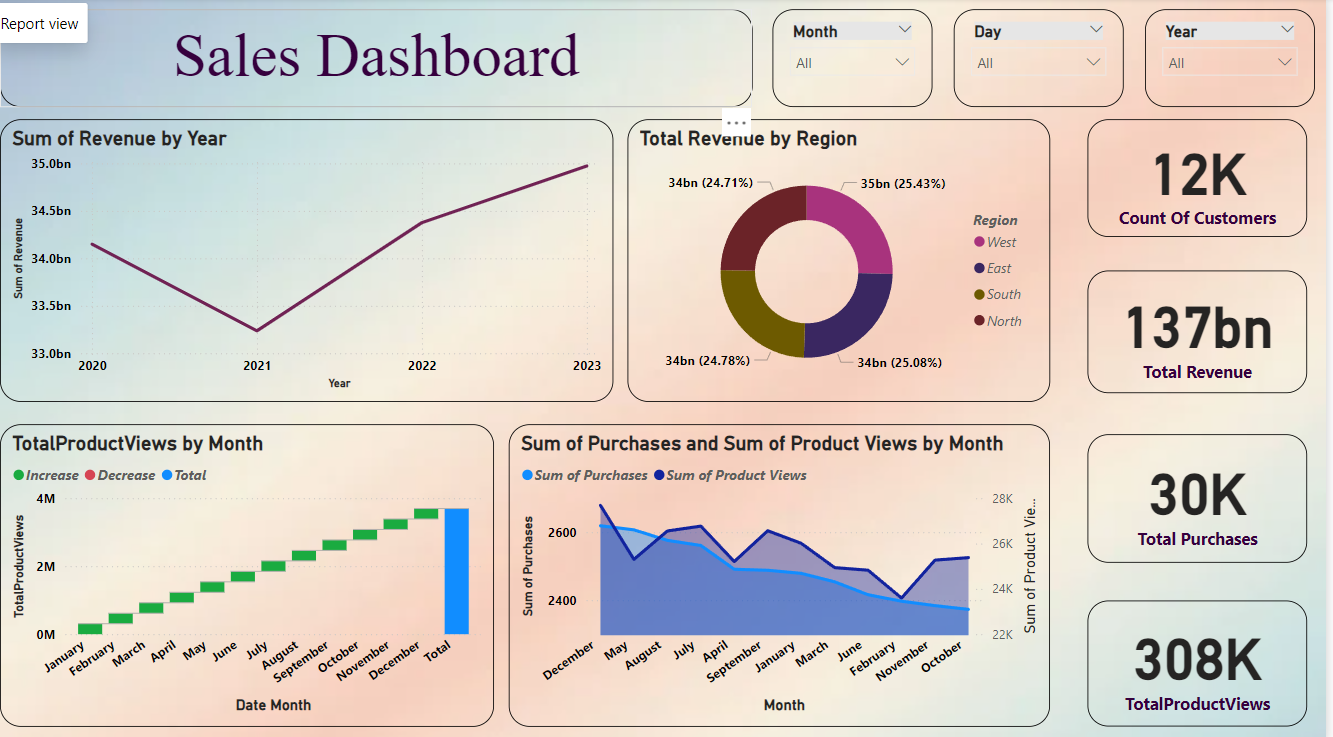 Report view
Sales Dashboard
Month
All
Day
All
Year
All
Sum of Revenue by Year
35.0bn
34.5bn
34.0bn
33.5bn
33.0bn
Sum of Revenue
2020 2021 2022 2023
Year
Total Revenue by Region
34bn (24.71%)
35bn (25.43%)
34bn (24.78%)
34bn (25.08%)
Region
West
East
South
North
12K
Count Of Customers
137bn
Total Revenue
30K
Total Purchases
308K
TotalProductViews
TotalProductViews by Month
Increase Decrease Total
4M
2M
0M
TotalProductViews
January February March April May June July August September October November December Total
Date Month
Sum of Purchases and Sum of Product Views by Month
Sum of Purchases Sum of Product Views
2600
2400
Sum of Purchases
28K
26K
24K
22K
Sum of Product Vie...
December May August July April September January March June February November October
Month